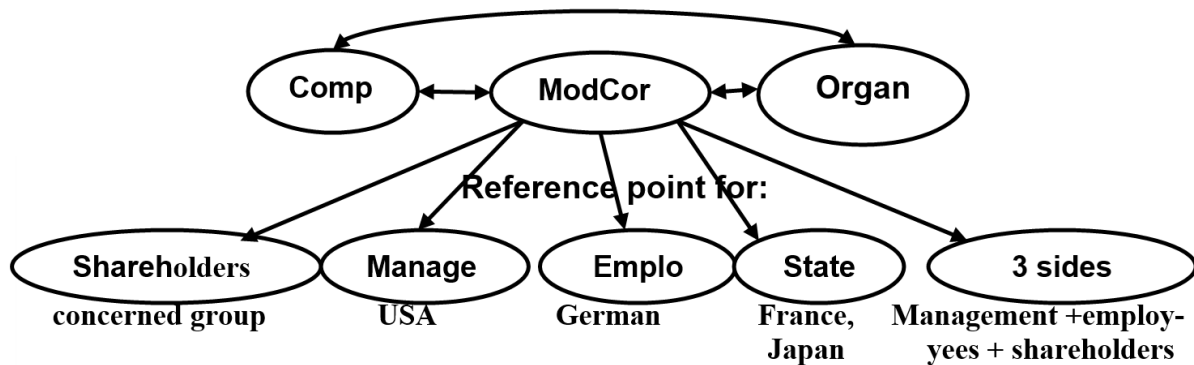 Comp
ModCor
Organ
Reference point for:
Shareholders
Manage
Emplo
State
3 sides
concerned group
USA
German
France,
Japan
Management +employ-
yees + shareholders